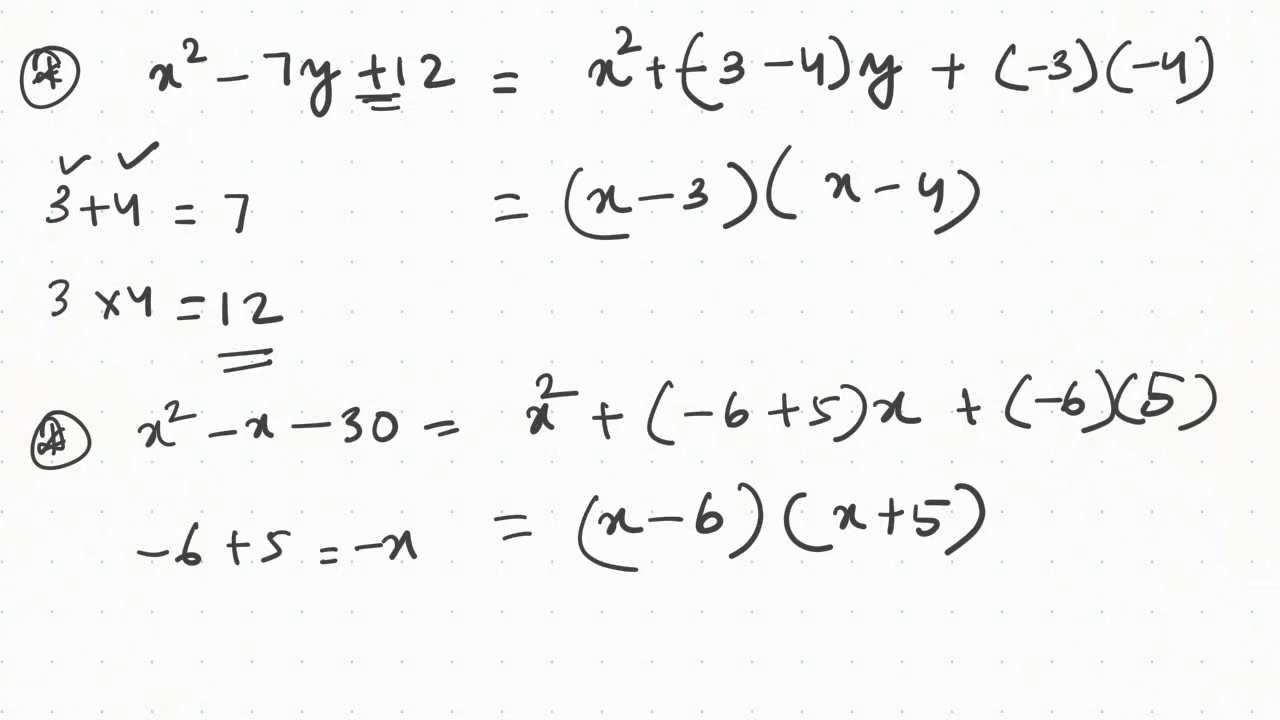 x² - 7y + 12 = x² + (-3 - 4)y + (-3)(-4)
3 + 4 = 7
= (x - 3)(x - 4)
3 × 4 = 12
x² - x - 30 = x² + (-6 + 5)x + (-6)(5)
-6 + 5 = -x
= (x - 6)(x + 5)